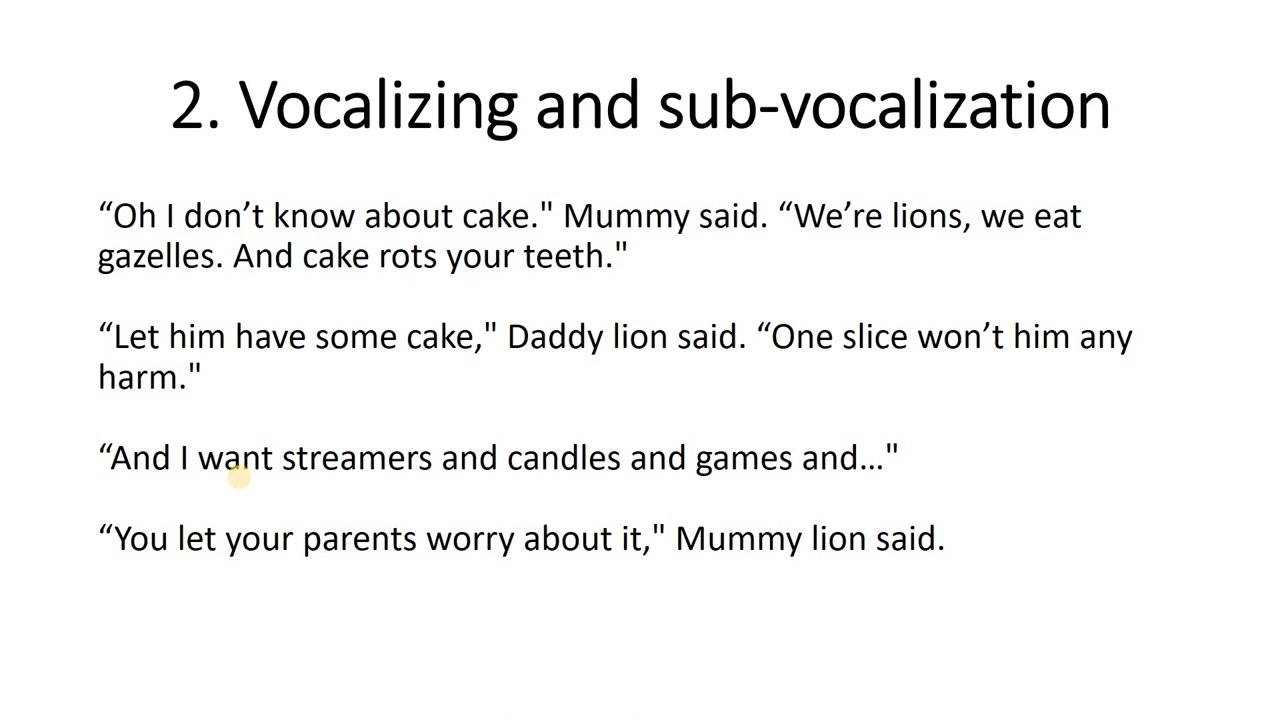 2. Vocalizing and sub-vocalization
“Oh I don’t know about cake." Mummy said. “We’re lions, we eat
gazelles. And cake rots your teeth."
“Let him have some cake," Daddy lion said. “One slice won’t him any
harm."
“And I want streamers and candles and games and…"
“You let your parents worry about it," Mummy lion said.